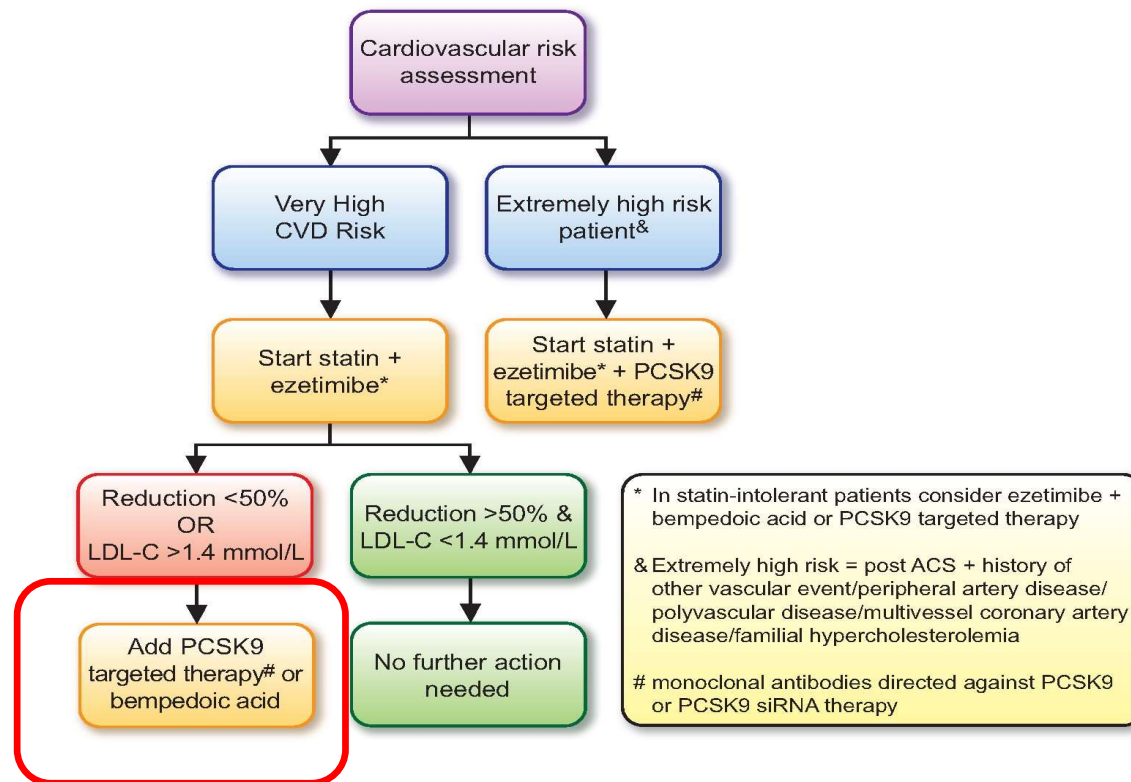 Cardiovascular risk
assessment
Very High
CVD Risk
Extremely high risk
patient&
Start statin +
ezetimibe*
Start statin +
ezetimibe* + PCSK9
targeted therapy#
Reduction <50%
OR
LDL-C >1.4 mmol/L
Reduction >50% &
LDL-C <1.4 mmol/L
Add PCSK9
targeted therapy# or
bempedoic acid
No further action
needed
* In statin-intolerant patients consider ezetimibe +
bempedoic acid or PCSK9 targeted therapy
& Extremely high risk = post ACS + history of
other vascular event/peripheral artery disease/
polyvascular disease/multivessel coronary artery
disease/familial hypercholesterolemia
# monoclonal antibodies directed against PCSK9
or PCSK9 siRNA therapy